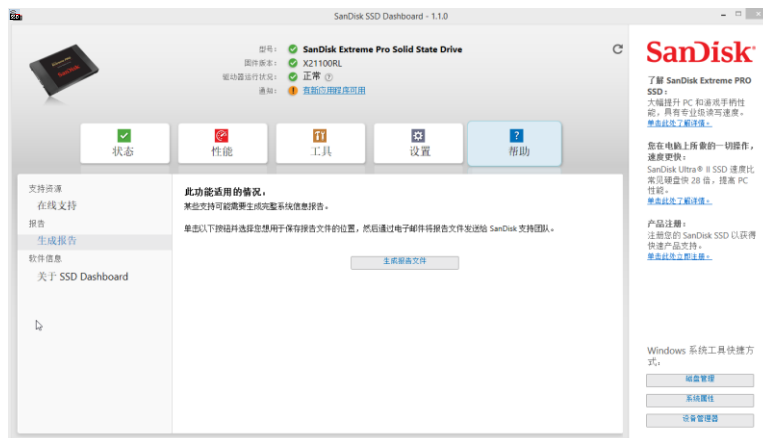 SanDisk SSD Dashboard - 1.1.0
型号: SanDisk Extreme Pro Solid State Drive
固件版本: X21100RL
驱动器运行状况: 正常
通知: 有新应用程序可用
状态
性能
工具
设置
帮助
支持资源
在线支持
报告
生成报告
软件信息
关于 SSD Dashboard
此功能适用的情况:
某些支持可能需要生成完整系统信息报告。
单击以下按钮并选择您想用于保存报告文件的位置，然后通过电子邮件将报告文件发送给 SanDisk 支持团队。
生成报告文件
SanDisk
了解 SanDisk Extreme PRO
SSD:
大幅提升 PC 和游戏手柄性
能，具有专业级读写速度。
单击此处了解详情。
您在电脑上所做的一切操作，
速度更快:
SanDisk Ultra® II SSD 速度比
常见硬盘快 28 倍，提高 PC
性能。
单击此处了解详情。
产品注册:
注册您的 SanDisk SSD 以获得
快速产品支持。
单击此处立即注册。
Windows 系统工具快捷方
式:
磁盘管理
系统属性
设备管理器